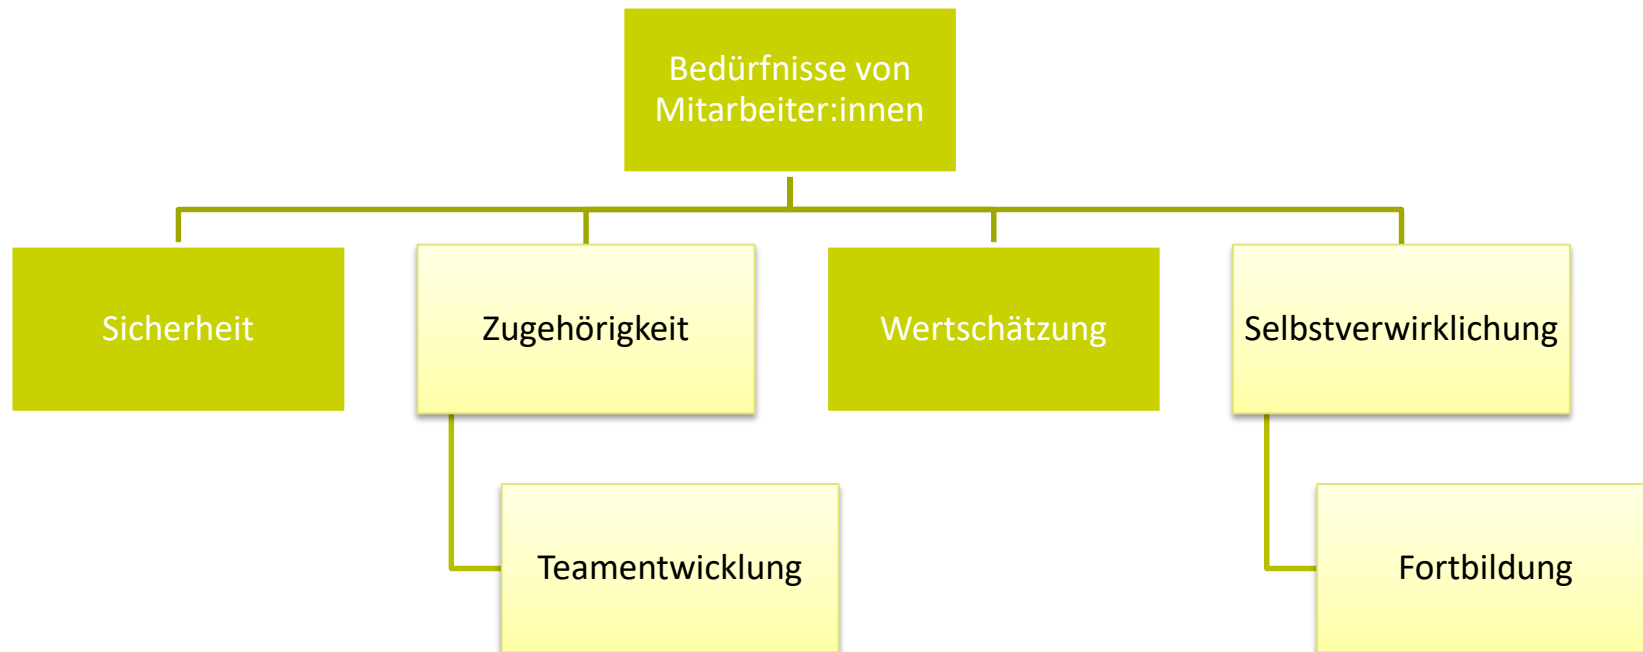 Bedürfnisse von
Mitarbeiter:innen
Sicherheit
Zugehörigkeit
Wertschätzung
Selbstverwirklichung
Teamentwicklung
Fortbildung